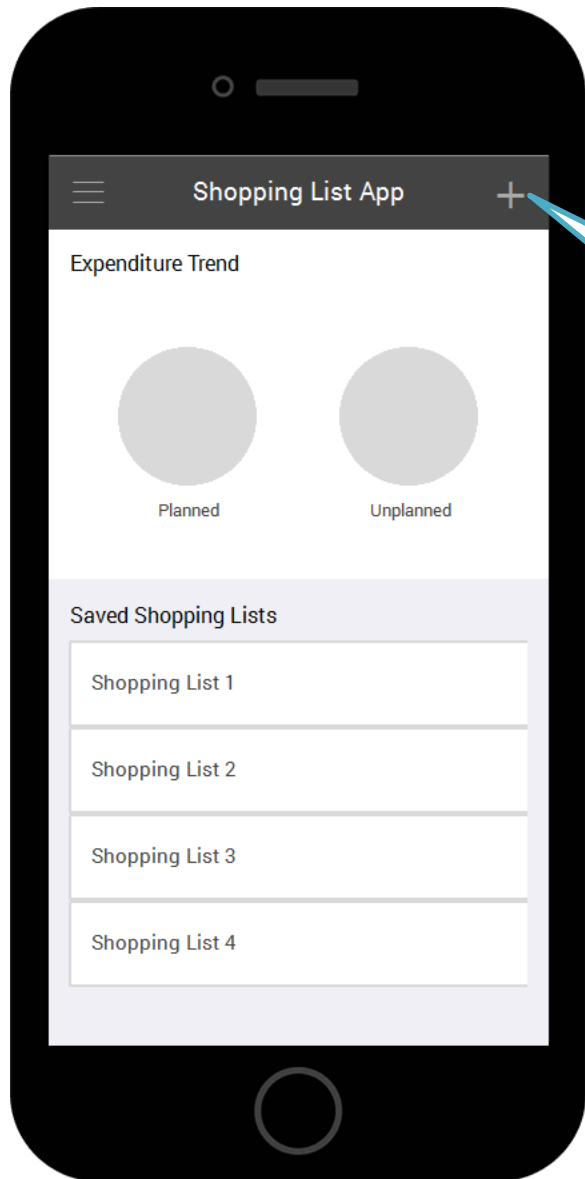 Shopping List App
Expenditure Trend
Planned Unplanned
Saved Shopping Lists
Shopping List 1
Shopping List 2
Shopping List 3
Shopping List 4